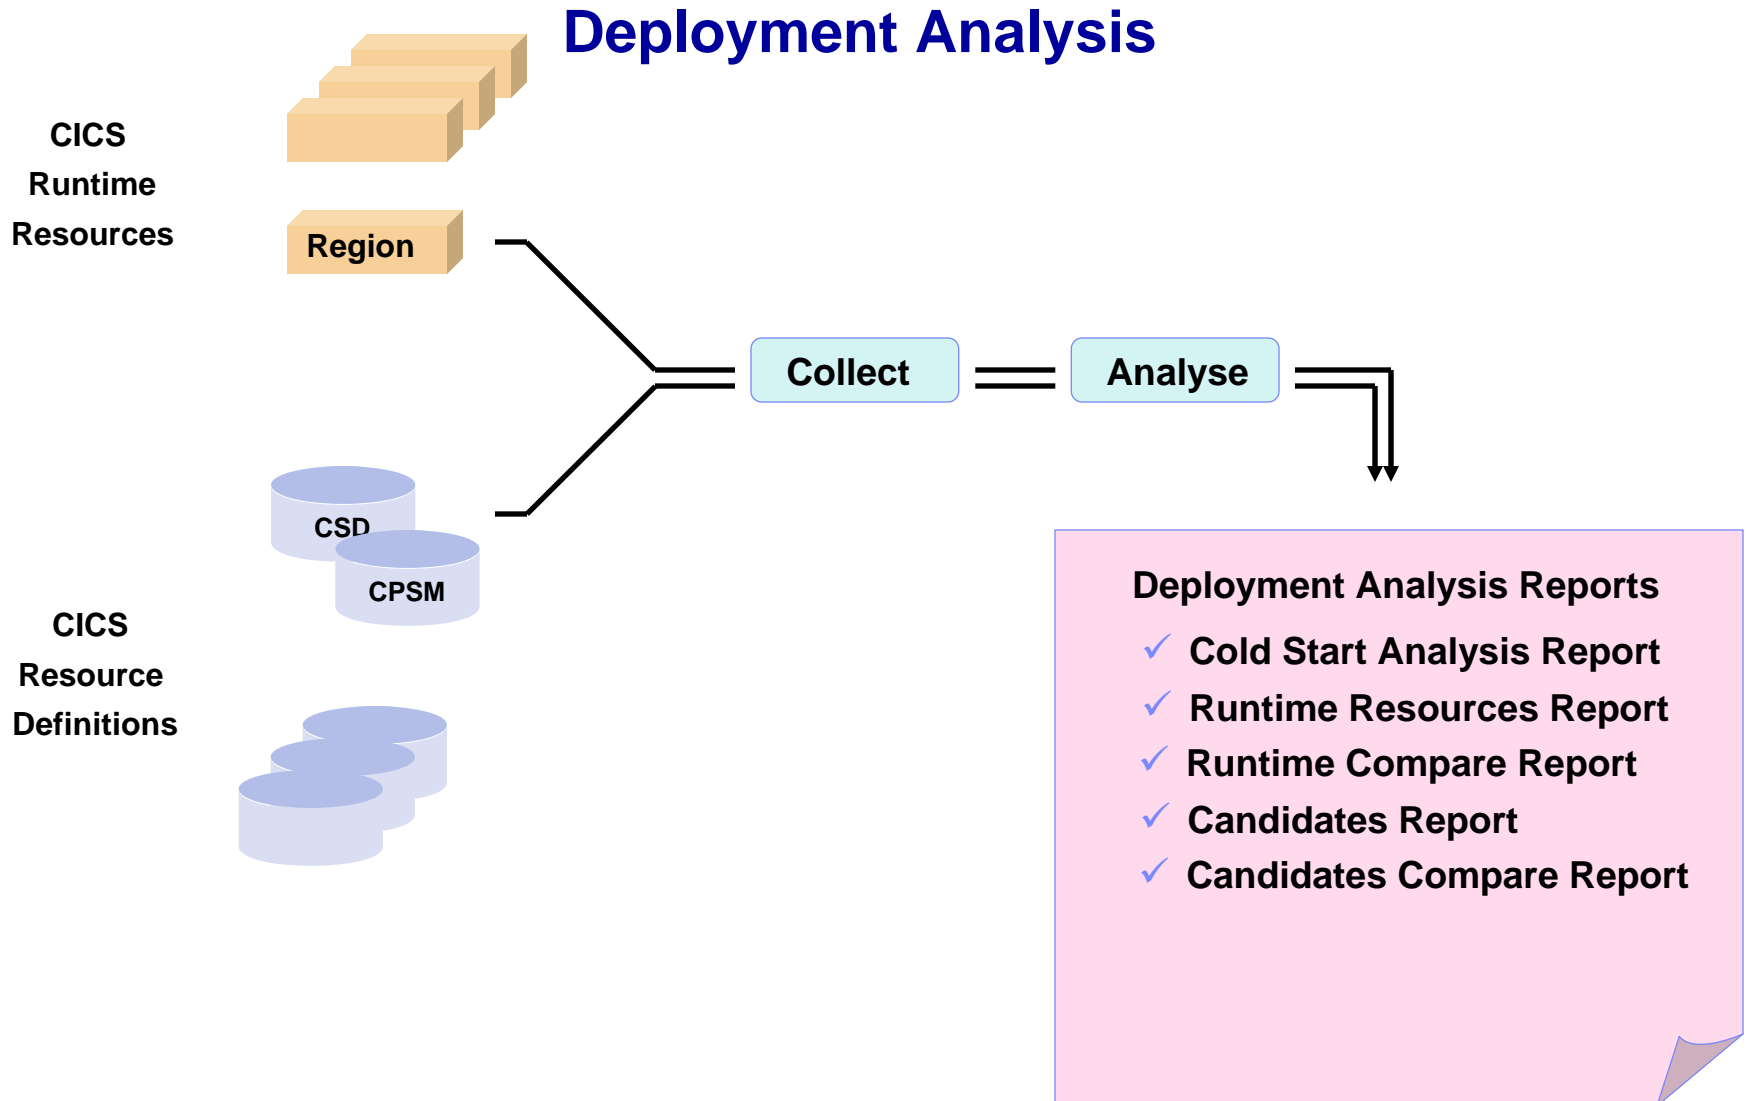 Deployment Analysis
CICS
Runtime
Resources
Region
Collect
Analyse
CSD
CPSM
CICS
Resource
Definitions
Deployment Analysis Reports
✓ Cold Start Analysis Report
✓ Runtime Resources Report
✓ Runtime Compare Report
✓ Candidates Report
✓ Candidates Compare Report